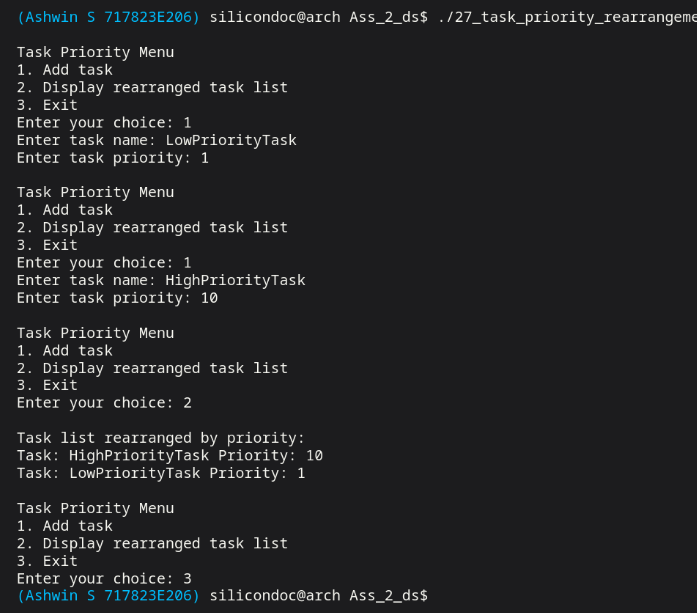 (Ashwin S 717823E206) silicondoc@arch Ass_2_ds$ ./27_task_priority_rearrangeme
Task Priority Menu
1. Add task
2. Display rearranged task list
3. Exit
Enter your choice: 1
Enter task name: LowPriorityTask
Enter task priority: 1
Task Priority Menu
1. Add task
2. Display rearranged task list
3. Exit
Enter your choice: 1
Enter task name: HighPriorityTask
Enter task priority: 10
Task Priority Menu
1. Add task
2. Display rearranged task list
3. Exit
Enter your choice: 2
Task list rearranged by priority:
Task: HighPriorityTask Priority: 10
Task: LowPriorityTask Priority: 1
Task Priority Menu
1. Add task
2. Display rearranged task list
3. Exit
Enter your choice: 3
(Ashwin S 717823E206) silicondoc@arch Ass_2_ds$